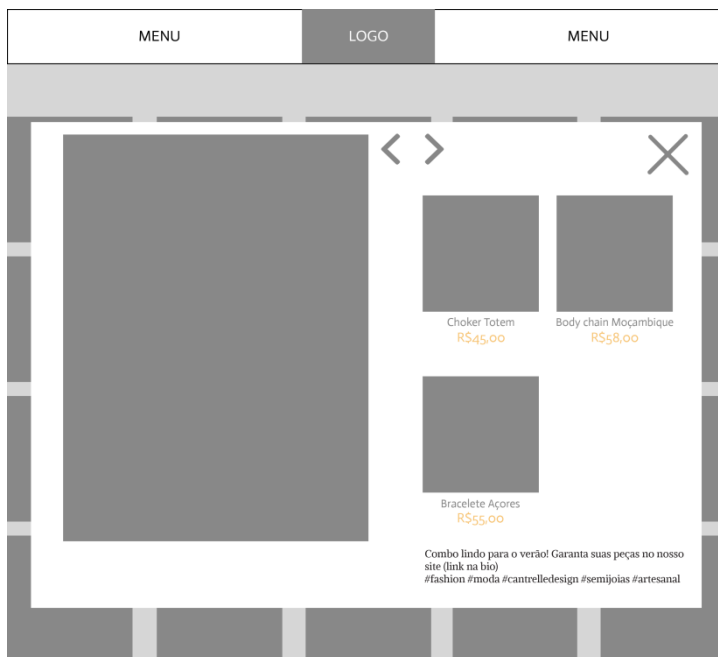 MENU
LOGO
MENU
Choker Totem
R$45,00
Body chain Moçambique
R$58,00
Bracelete Açores
R$55,00
Combo lindo para o verão! Garanta suas peças no nosso
site (link na bio)
#fashion #moda #cantrelledesign #semijoias #artesanal